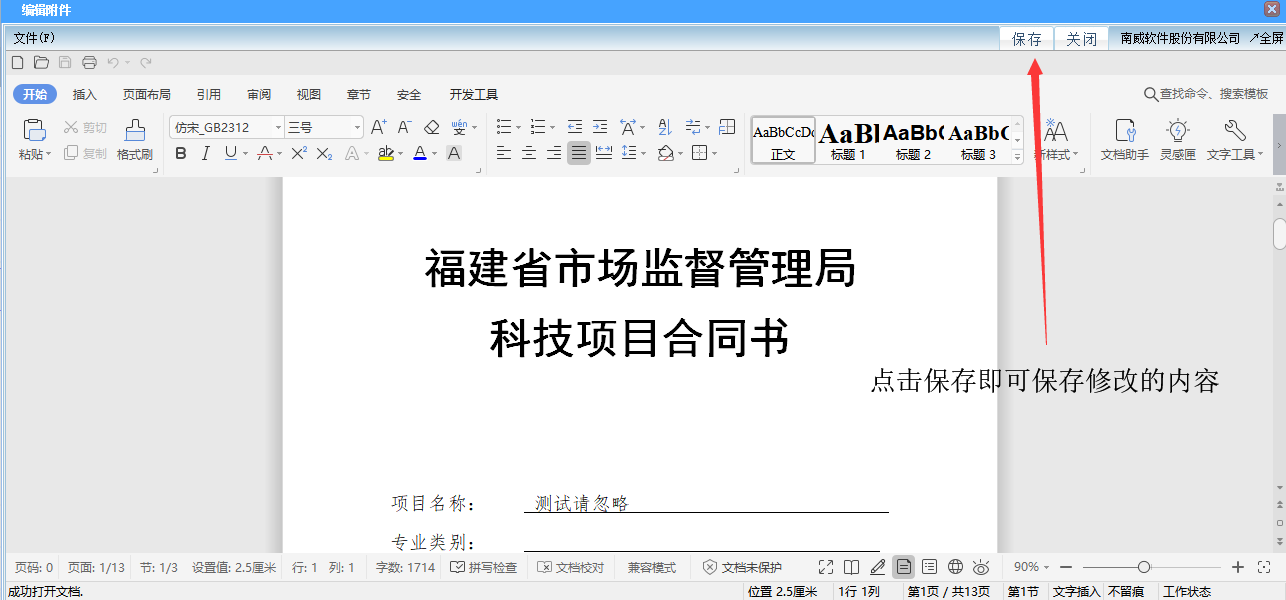 编辑附件
文件(F) 保存 关闭 南威软件股份有限公司 全屏
开始 插入 页面布局 引用 审阅 视图 章节 安全 开发工具 查找命令、搜索模板
粘贴 剪切 复制 格式刷 仿宋_GB2312 三号 A+ A- wén
B I U A X² X₂ A ab A A
AaBbCcDd AaBl AaBb( AaBb(
正文 标题 1 标题 2 标题 3 新样式 文档助手 灵感匣 文字工具
福建省市场监督管理局
科技项目合同书
点击保存即可保存修改的内容
项目名称: 测试请忽略
专业类别:
页码: 0 页面: 1/13 节: 1/3 设置值: 2.5厘米 行: 1 列: 1 字数: 1714 拼写检查 文档校对 兼容模式 文档未保护 90%
成功打开文档. 位置 2.5厘米 1行 1列 第1页 / 共13页 第1节 文字插入 不留痕 工作状态